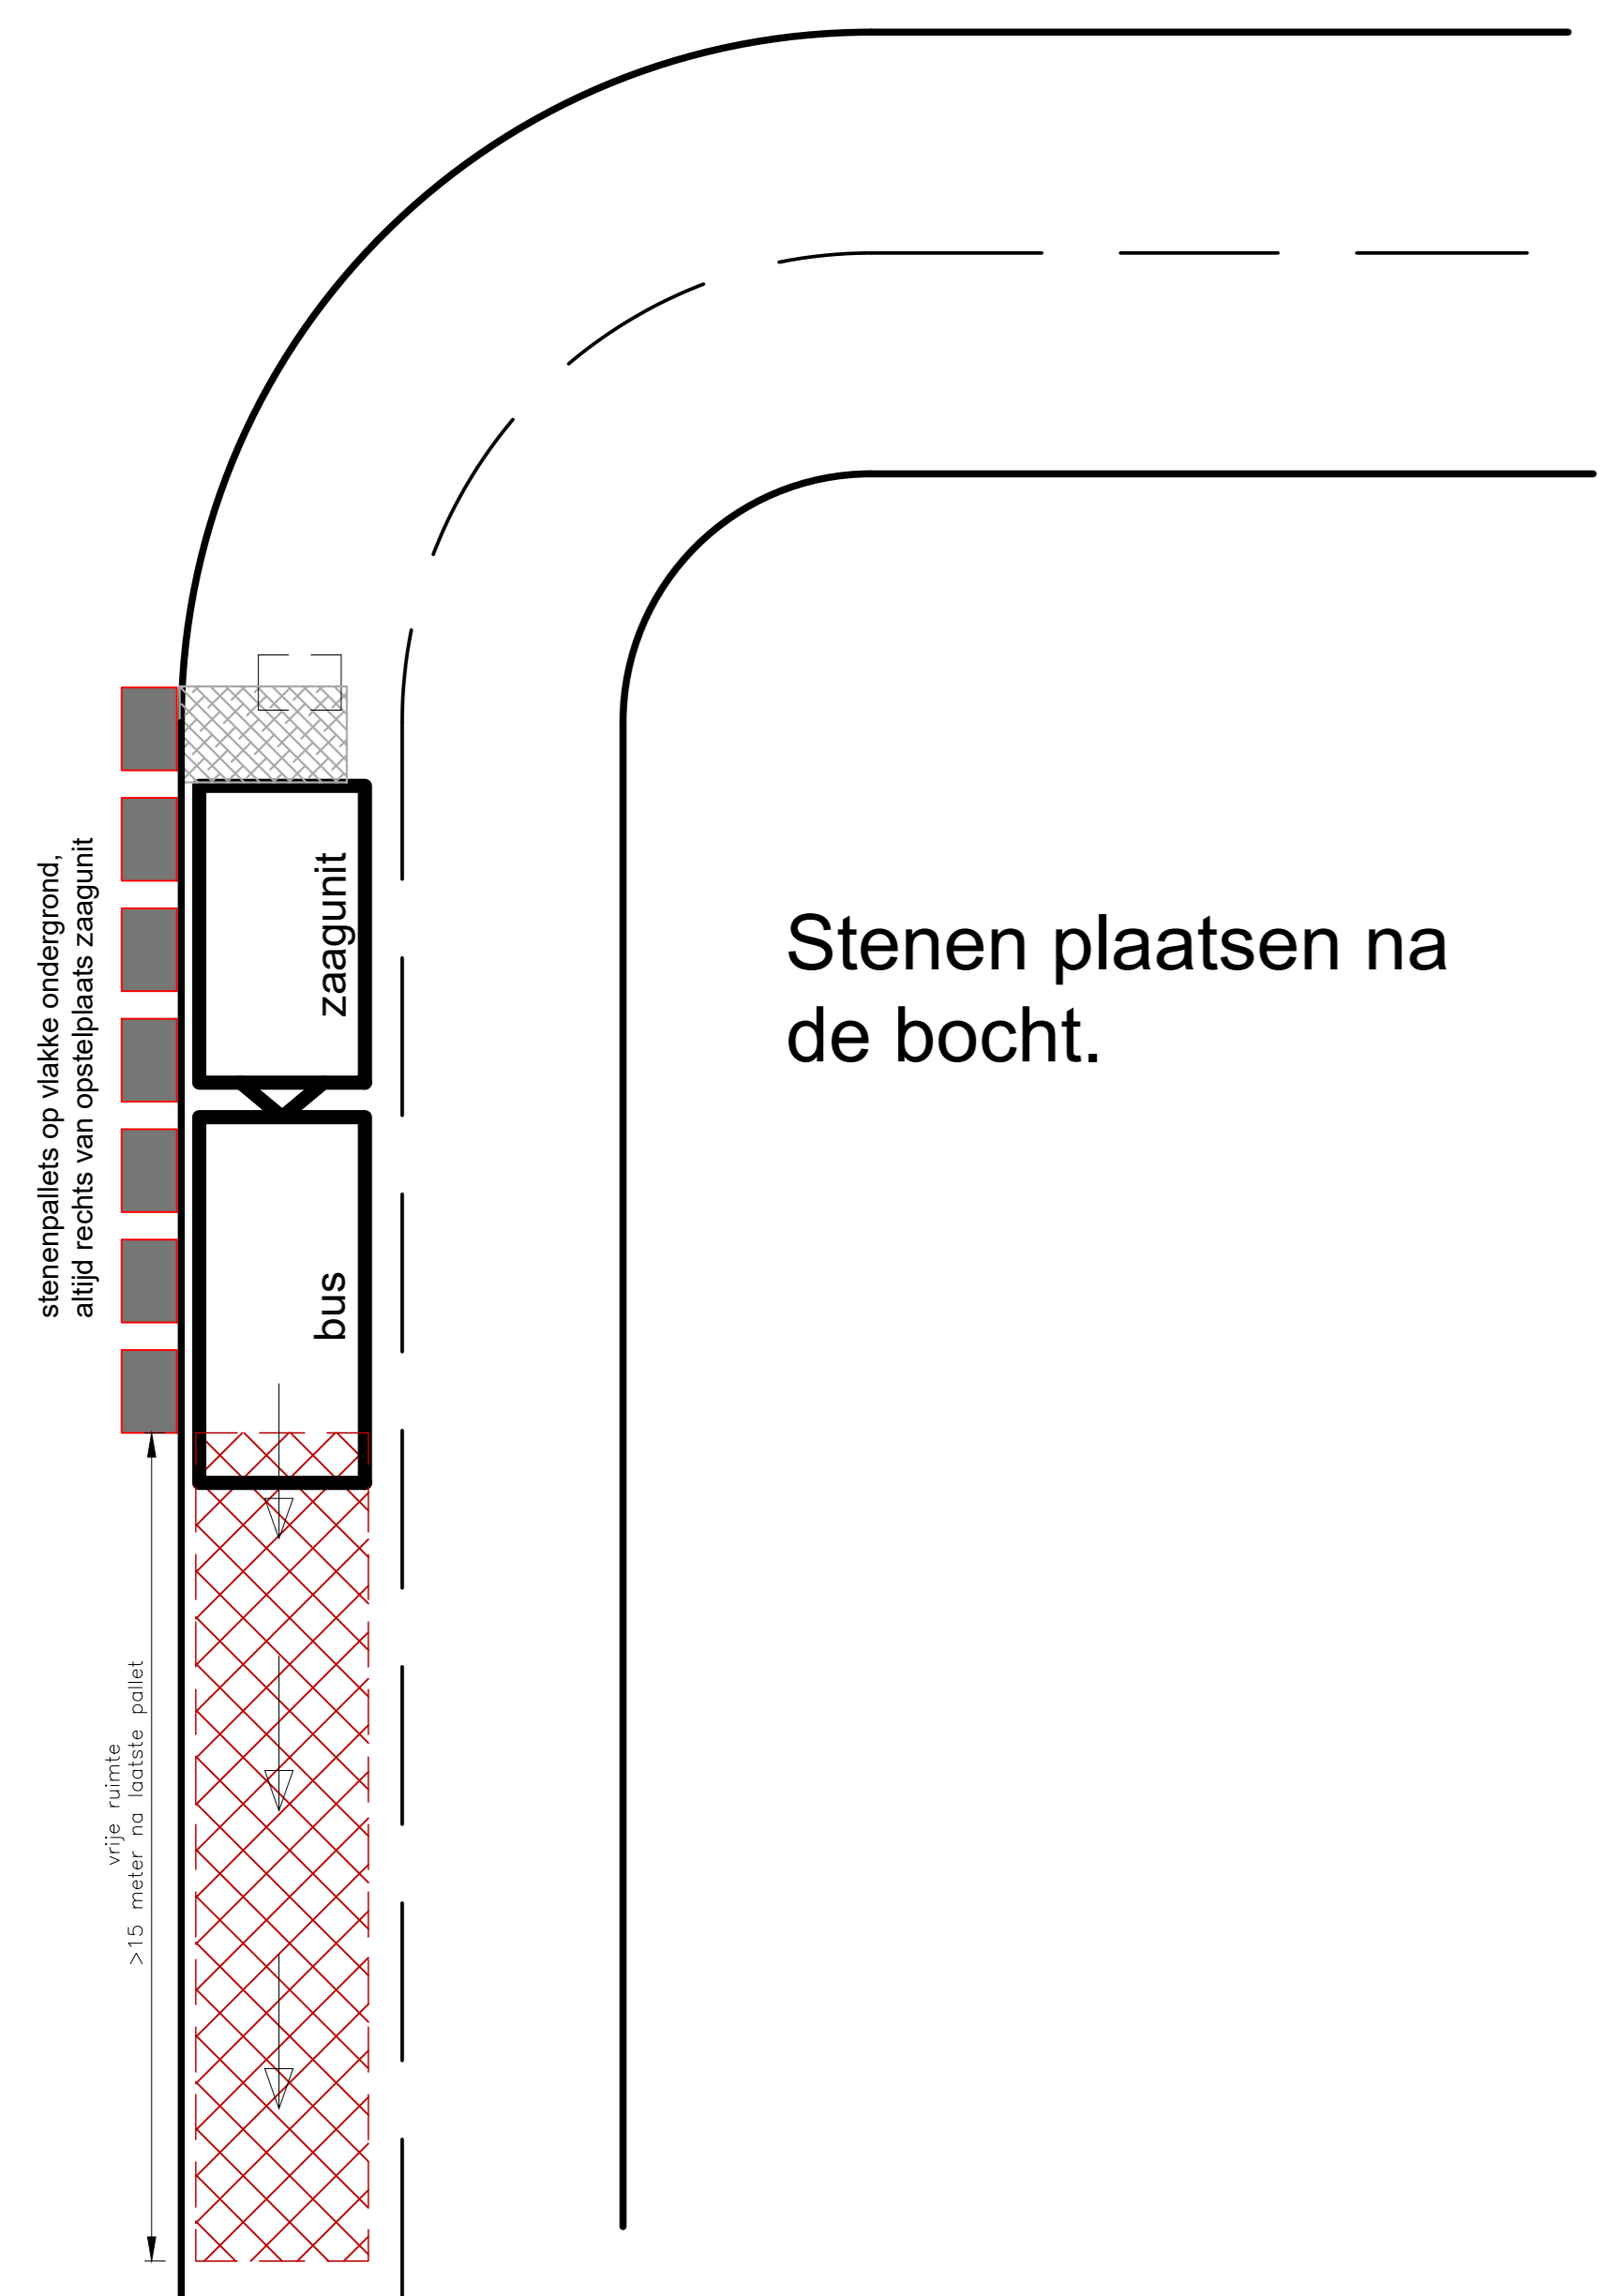 stenenpallets op vlakke ondergrond,
altijd rechts van opstelplaats zaagunit
zaagunit
Stenen plaatsen na
de bocht.
bus
vrije ruimte
>15 meter na laatste pallet